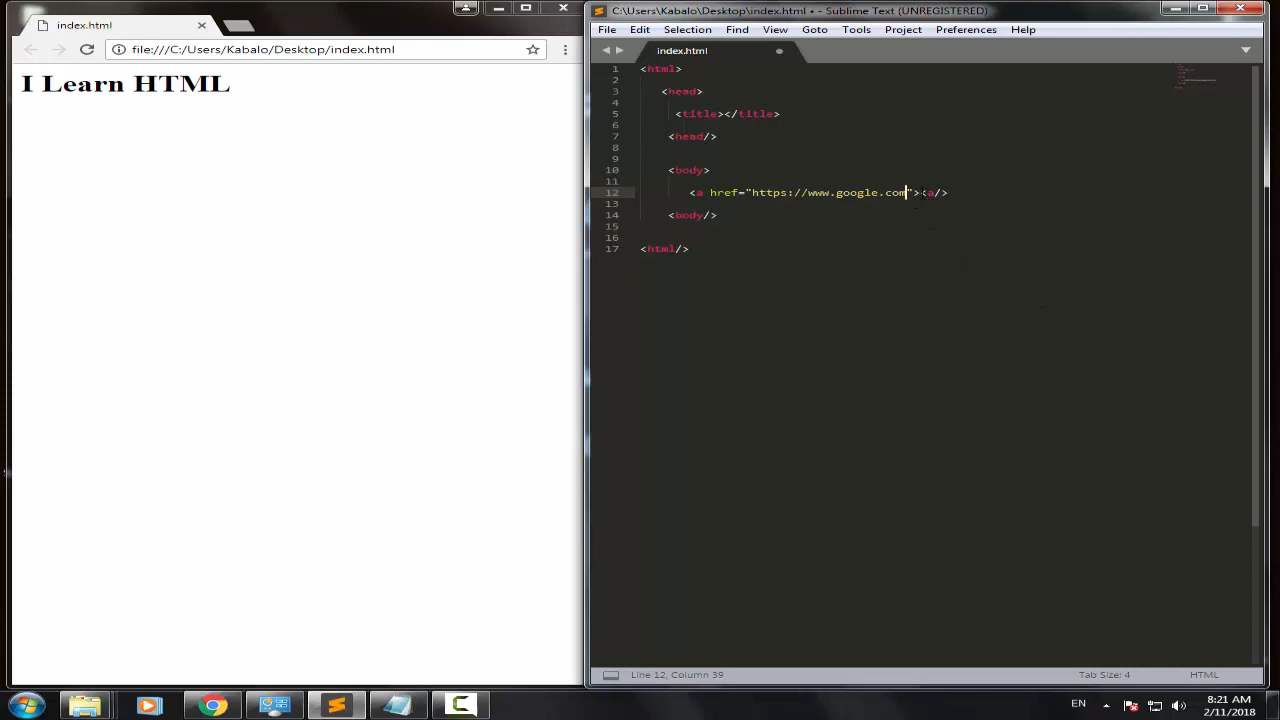 index.html
file:///C:/Users/Kabalo/Desktop/index.html
I Learn HTML
C:\Users\Kabalo\Desktop\index.html • - Sublime Text (UNREGISTERED)
File Edit Selection Find View Goto Tools Project Preferences Help
index.html
1 <html>
2
3 <head>
4
5 <title></title>
6
7 <head/>
8
9
10 <body>
11
12 <a href="https://www.google.com"><a/>
13
14 <body/>
15
16
17 <html/>
Line 12, Column 39
Tab Size: 4
HTML
EN
8:21 AM
2/11/2018